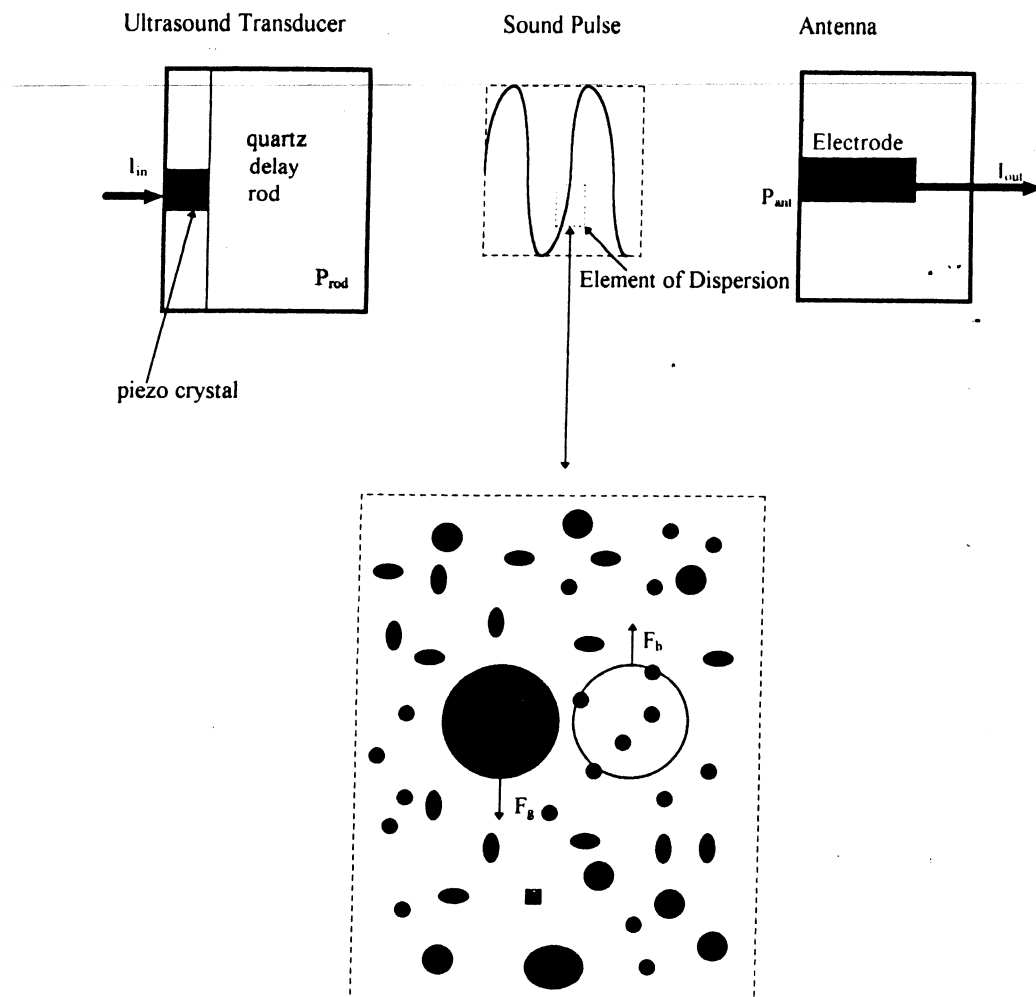 Ultrasound Transducer
Sound Pulse
Antenna
I_in
quartz
delay
rod
P_rod
piezo crystal
Element of Dispersion
Electrode
I_out
P_ant
F_b
F_g